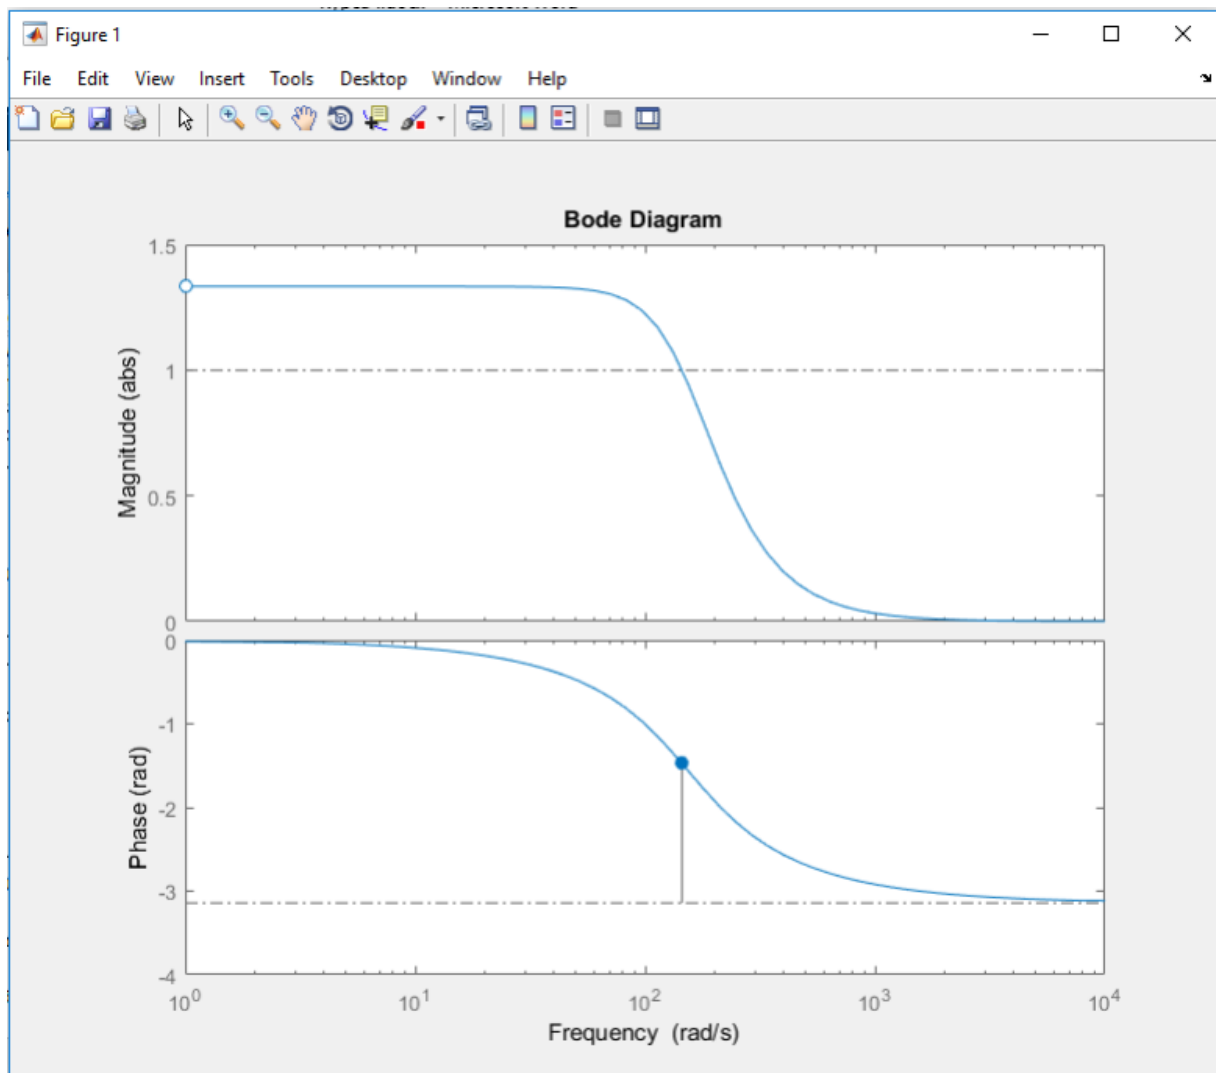 Figure 1
File Edit View Insert Tools Desktop Window Help
Bode Diagram
1.5
1
0.5
0
Magnitude (abs)
0
-1
-2
-3
-4
Phase (rad)
10^0 10^1 10^2 10^3 10^4
Frequency (rad/s)